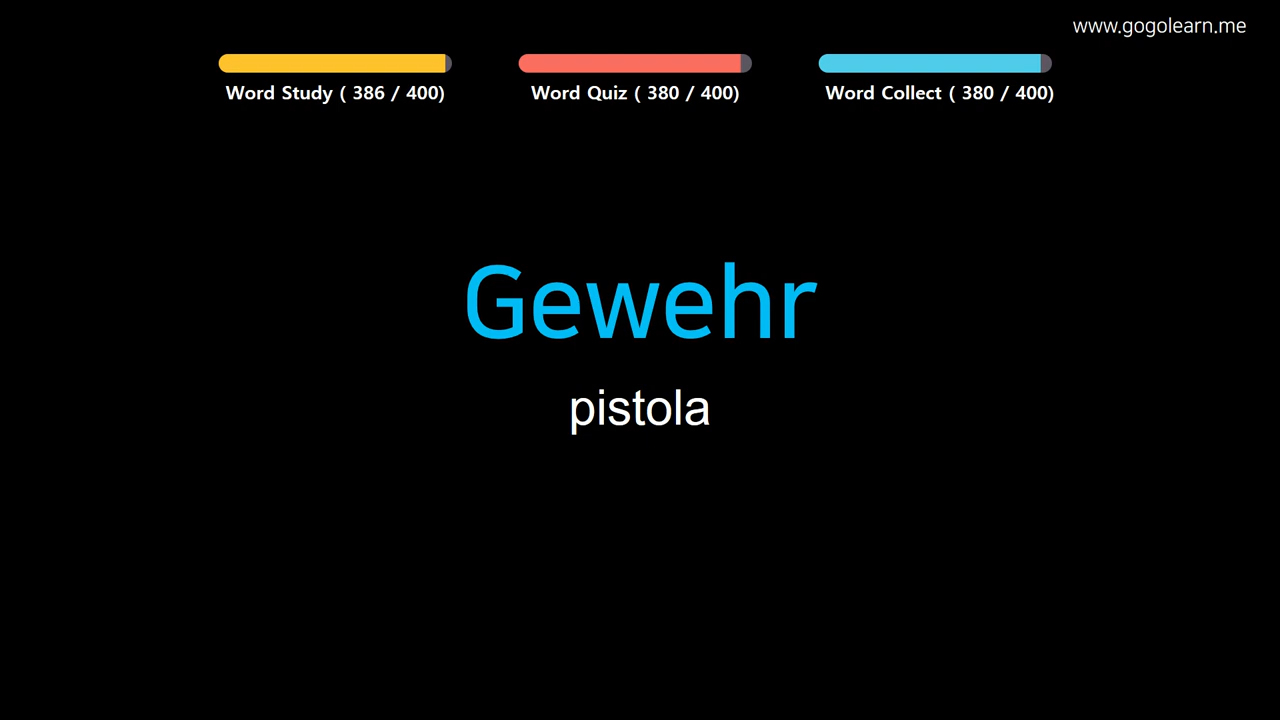 www.gogolearn.me
Word Study ( 386 / 400)
Word Quiz ( 380 / 400)
Word Collect ( 380 / 400)
Gewehr
pistola